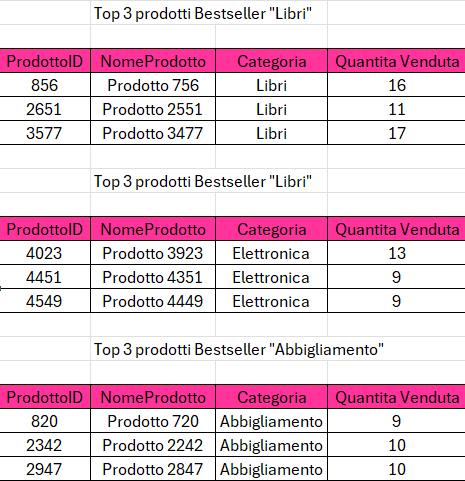 Top 3 prodotti Bestseller "Libri"
ProdottoID NomeProdotto Categoria Quantita Venduta
856 Prodotto 756 Libri 16
2651 Prodotto 2551 Libri 11
3577 Prodotto 3477 Libri 17
Top 3 prodotti Bestseller "Libri"
ProdottoID NomeProdotto Categoria Quantita Venduta
4023 Prodotto 3923 Elettronica 13
4451 Prodotto 4351 Elettronica 9
4549 Prodotto 4449 Elettronica 9
Top 3 prodotti Bestseller "Abbigliamento"
ProdottoID NomeProdotto Categoria Quantita Venduta
820 Prodotto 720 Abbigliamento 9
2342 Prodotto 2242 Abbigliamento 10
2947 Prodotto 2847 Abbigliamento 10